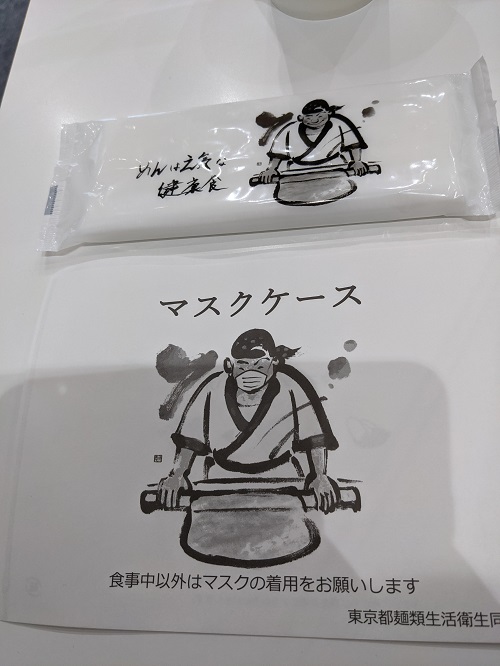 めんは元気な
健康食
マスクケース
食事中以外はマスクの着用をお願いします
東京都麺類生活衛生同